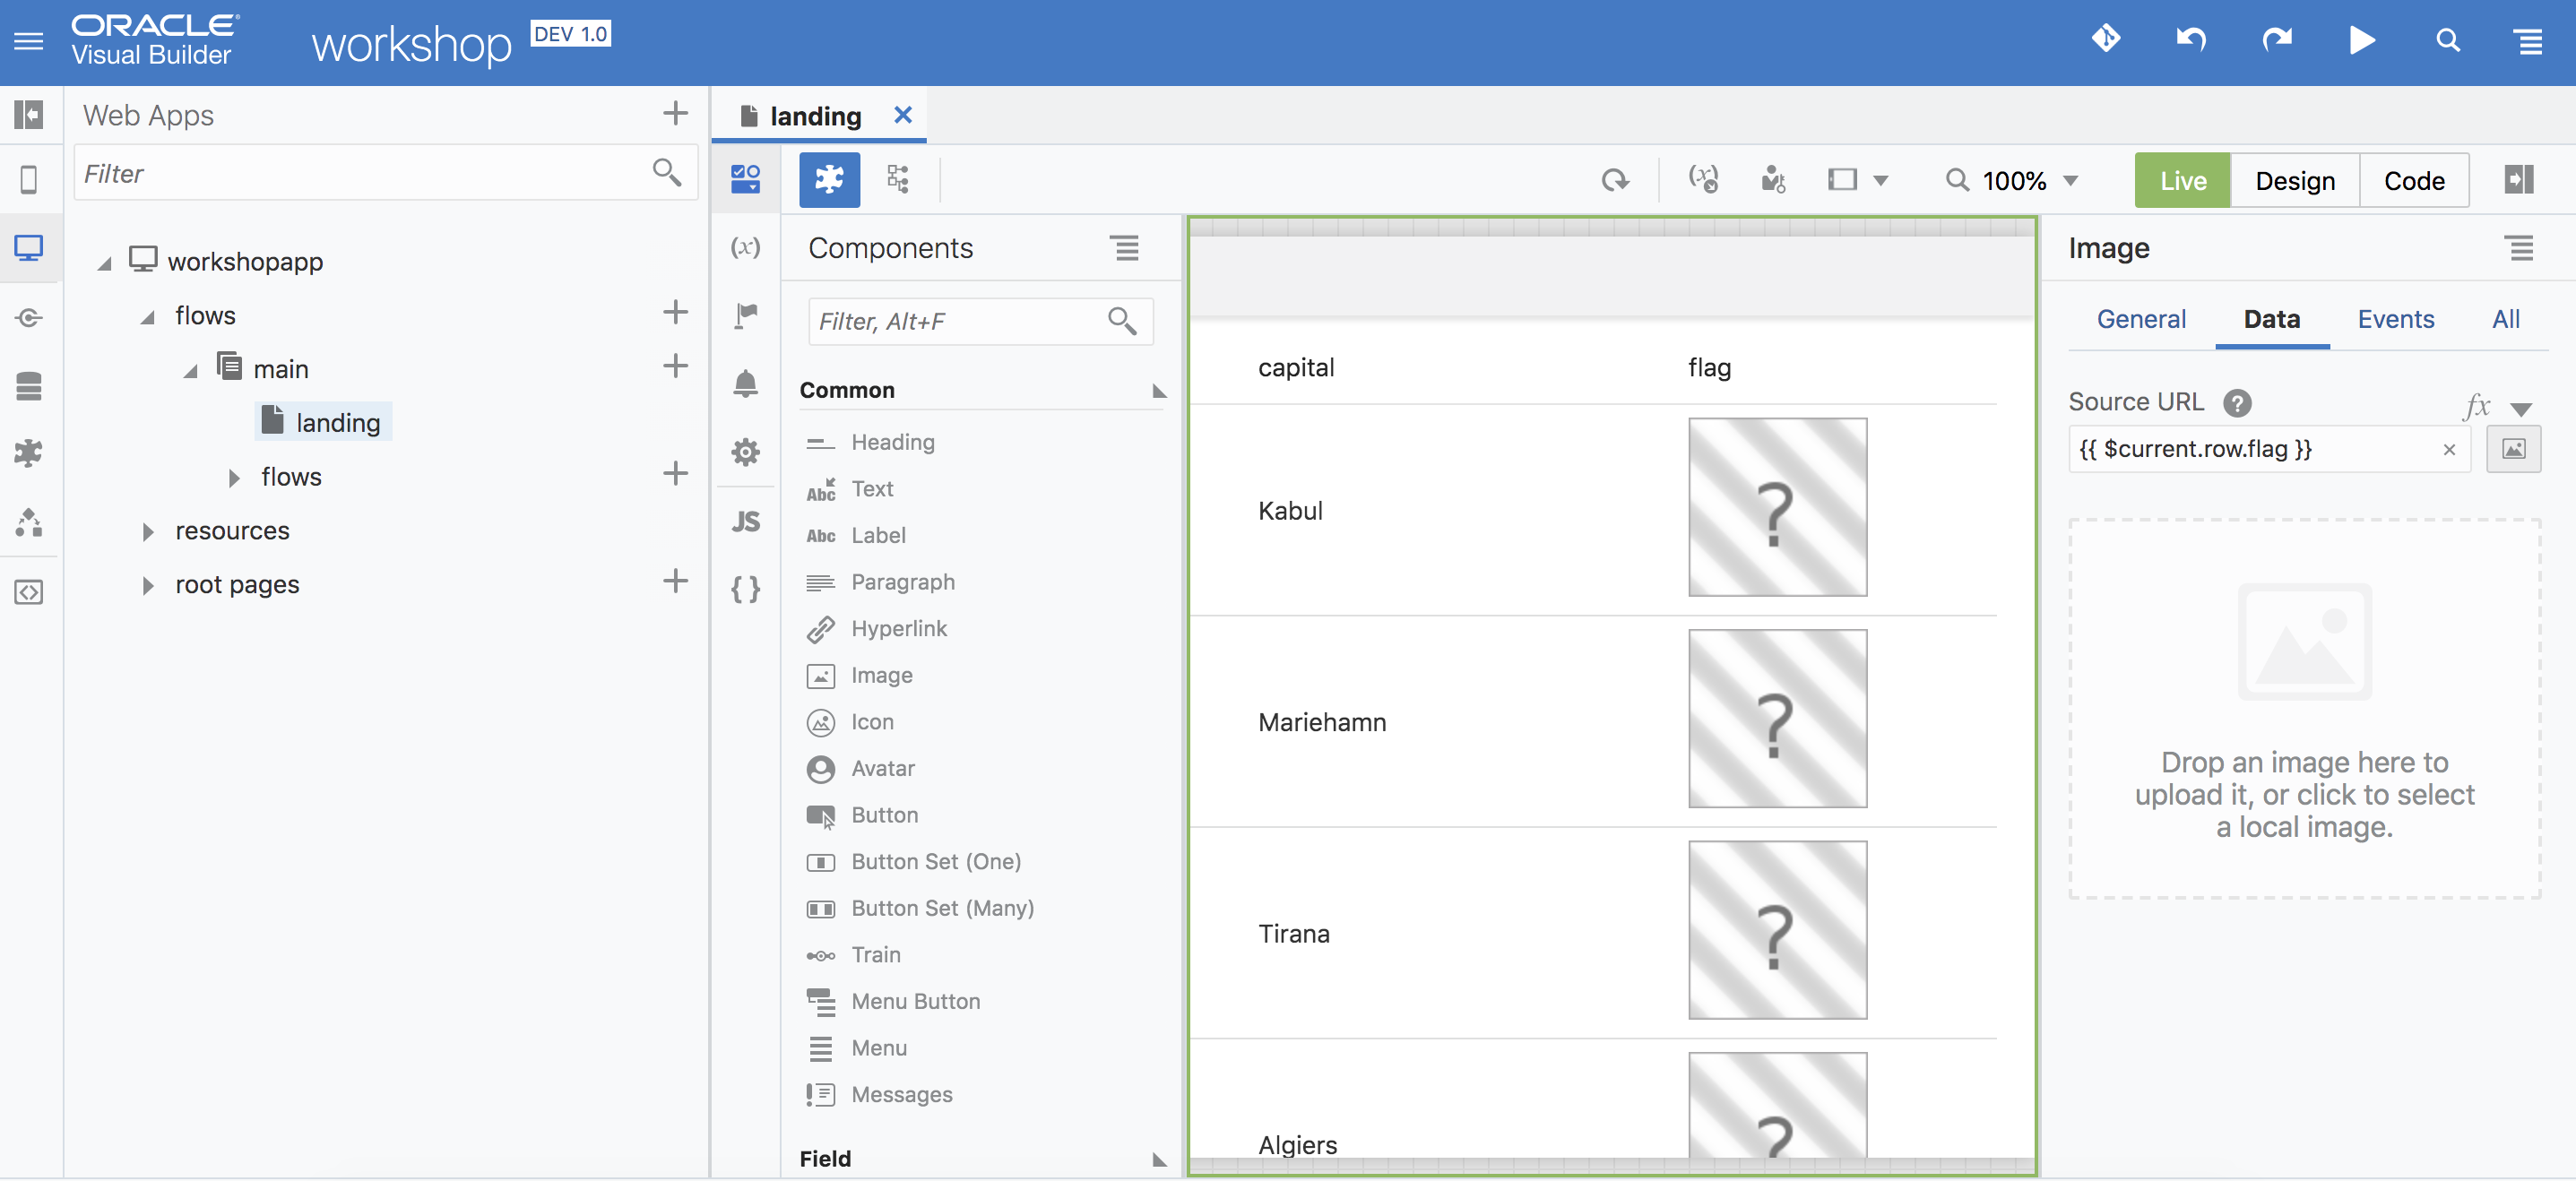 ORACLE
Visual Builder
workshop
DEV 1.0
Web Apps
Filter
workshopapp
flows
main
landing
flows
resources
root pages
landing
100%
Live
Design
Code
(x)
JS
{ }
Components
Filter, Alt+F
Common
Heading
Abc Text
Abc Label
Paragraph
Hyperlink
Image
Icon
Avatar
Button
Button Set (One)
Button Set (Many)
Train
Menu Button
Menu
Messages
Field
capital flag
Kabul ?
Mariehamn ?
Tirana ?
Algiers ?
Image
General Data Events All
Source URL ? fx
{{ $current.row.flag }}
Drop an image here to
upload it, or click to select
a local image.